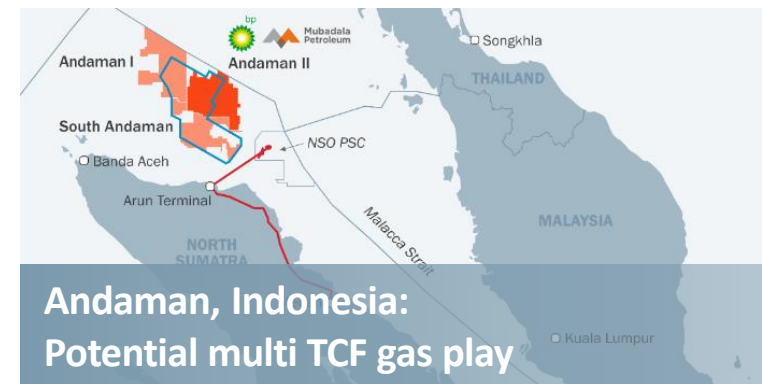 bp
Mubadala
Petroleum
Songkhla
Andaman I
Andaman II
THAILAND
South Andaman
NSO PSC
Banda Aceh
Arun Terminal
Malacca Strait
MALAYSIA
NORTH
SUMATRA
Andaman, Indonesia:
Potential multi TCF gas play
Kuala Lumpur